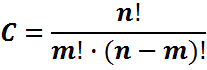 C = n! / (m! · (n − m)!)